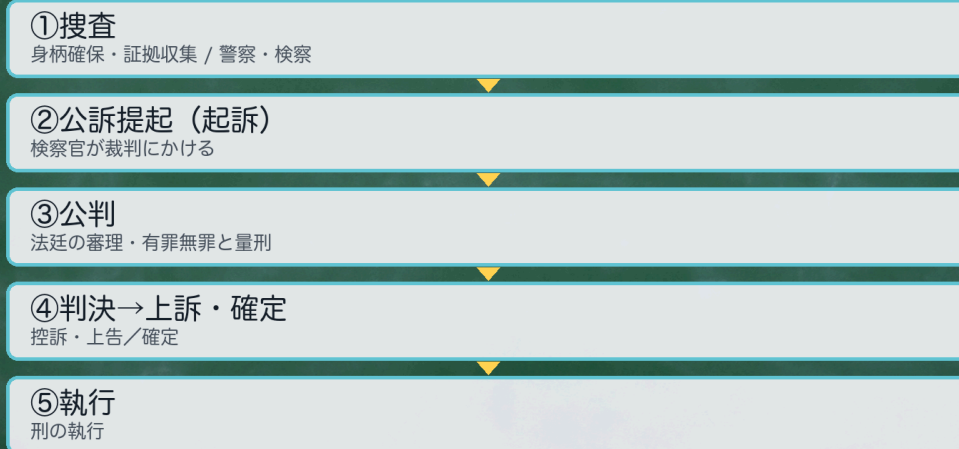 ①捜査
身柄確保・証拠収集 / 警察・検察
②公訴提起（起訴）
検察官が裁判にかける
③公判
法廷の審理・有罪無罪と量刑
④判決→上訴・確定
控訴・上告／確定
⑤執行
刑の執行